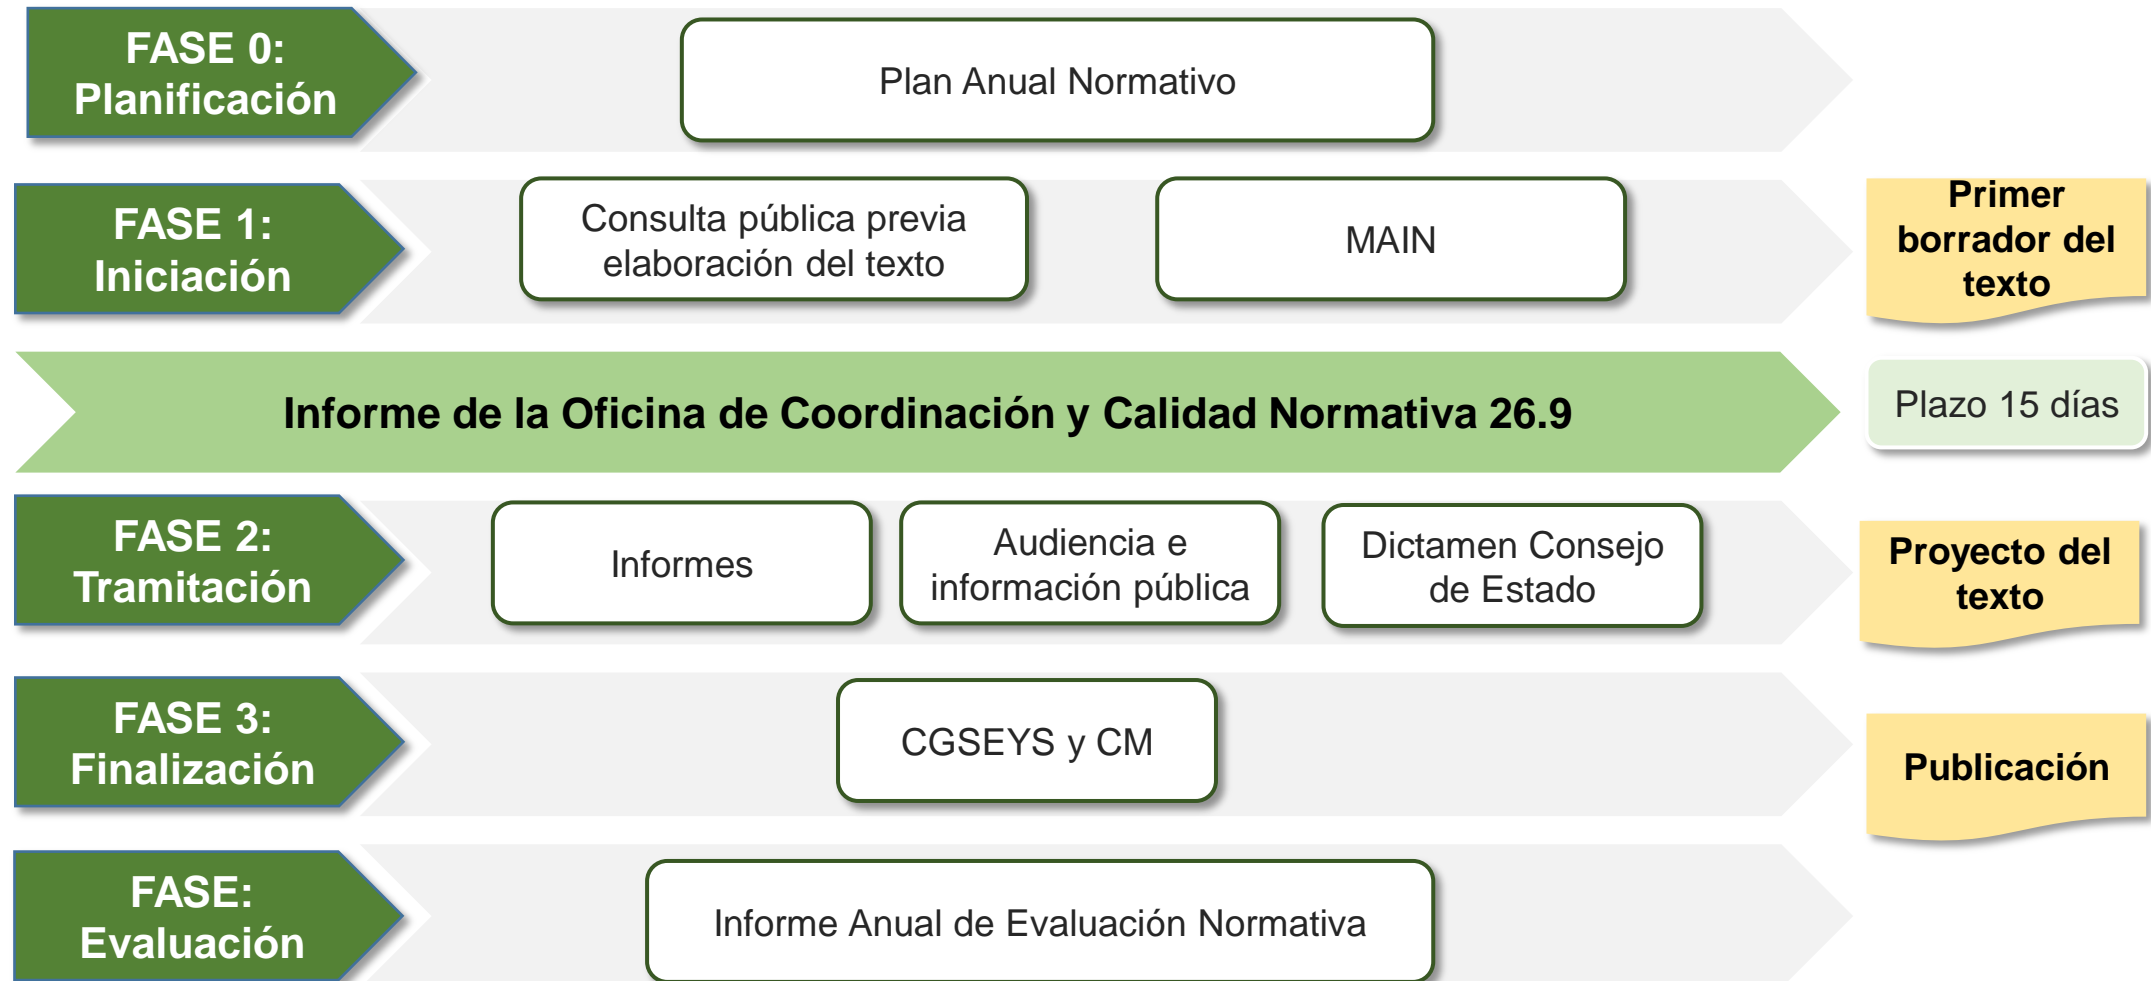 FASE 0:
Planificación
Plan Anual Normativo
FASE 1:
Iniciación
Consulta pública previa
elaboración del texto
MAIN
Primer
borrador del
texto
Informe de la Oficina de Coordinación y Calidad Normativa 26.9
Plazo 15 días
FASE 2:
Tramitación
Informes
Audiencia e
información pública
Dictamen Consejo
de Estado
Proyecto del
texto
FASE 3:
Finalización
CGSEYS y CM
Publicación
FASE:
Evaluación
Informe Anual de Evaluación Normativa